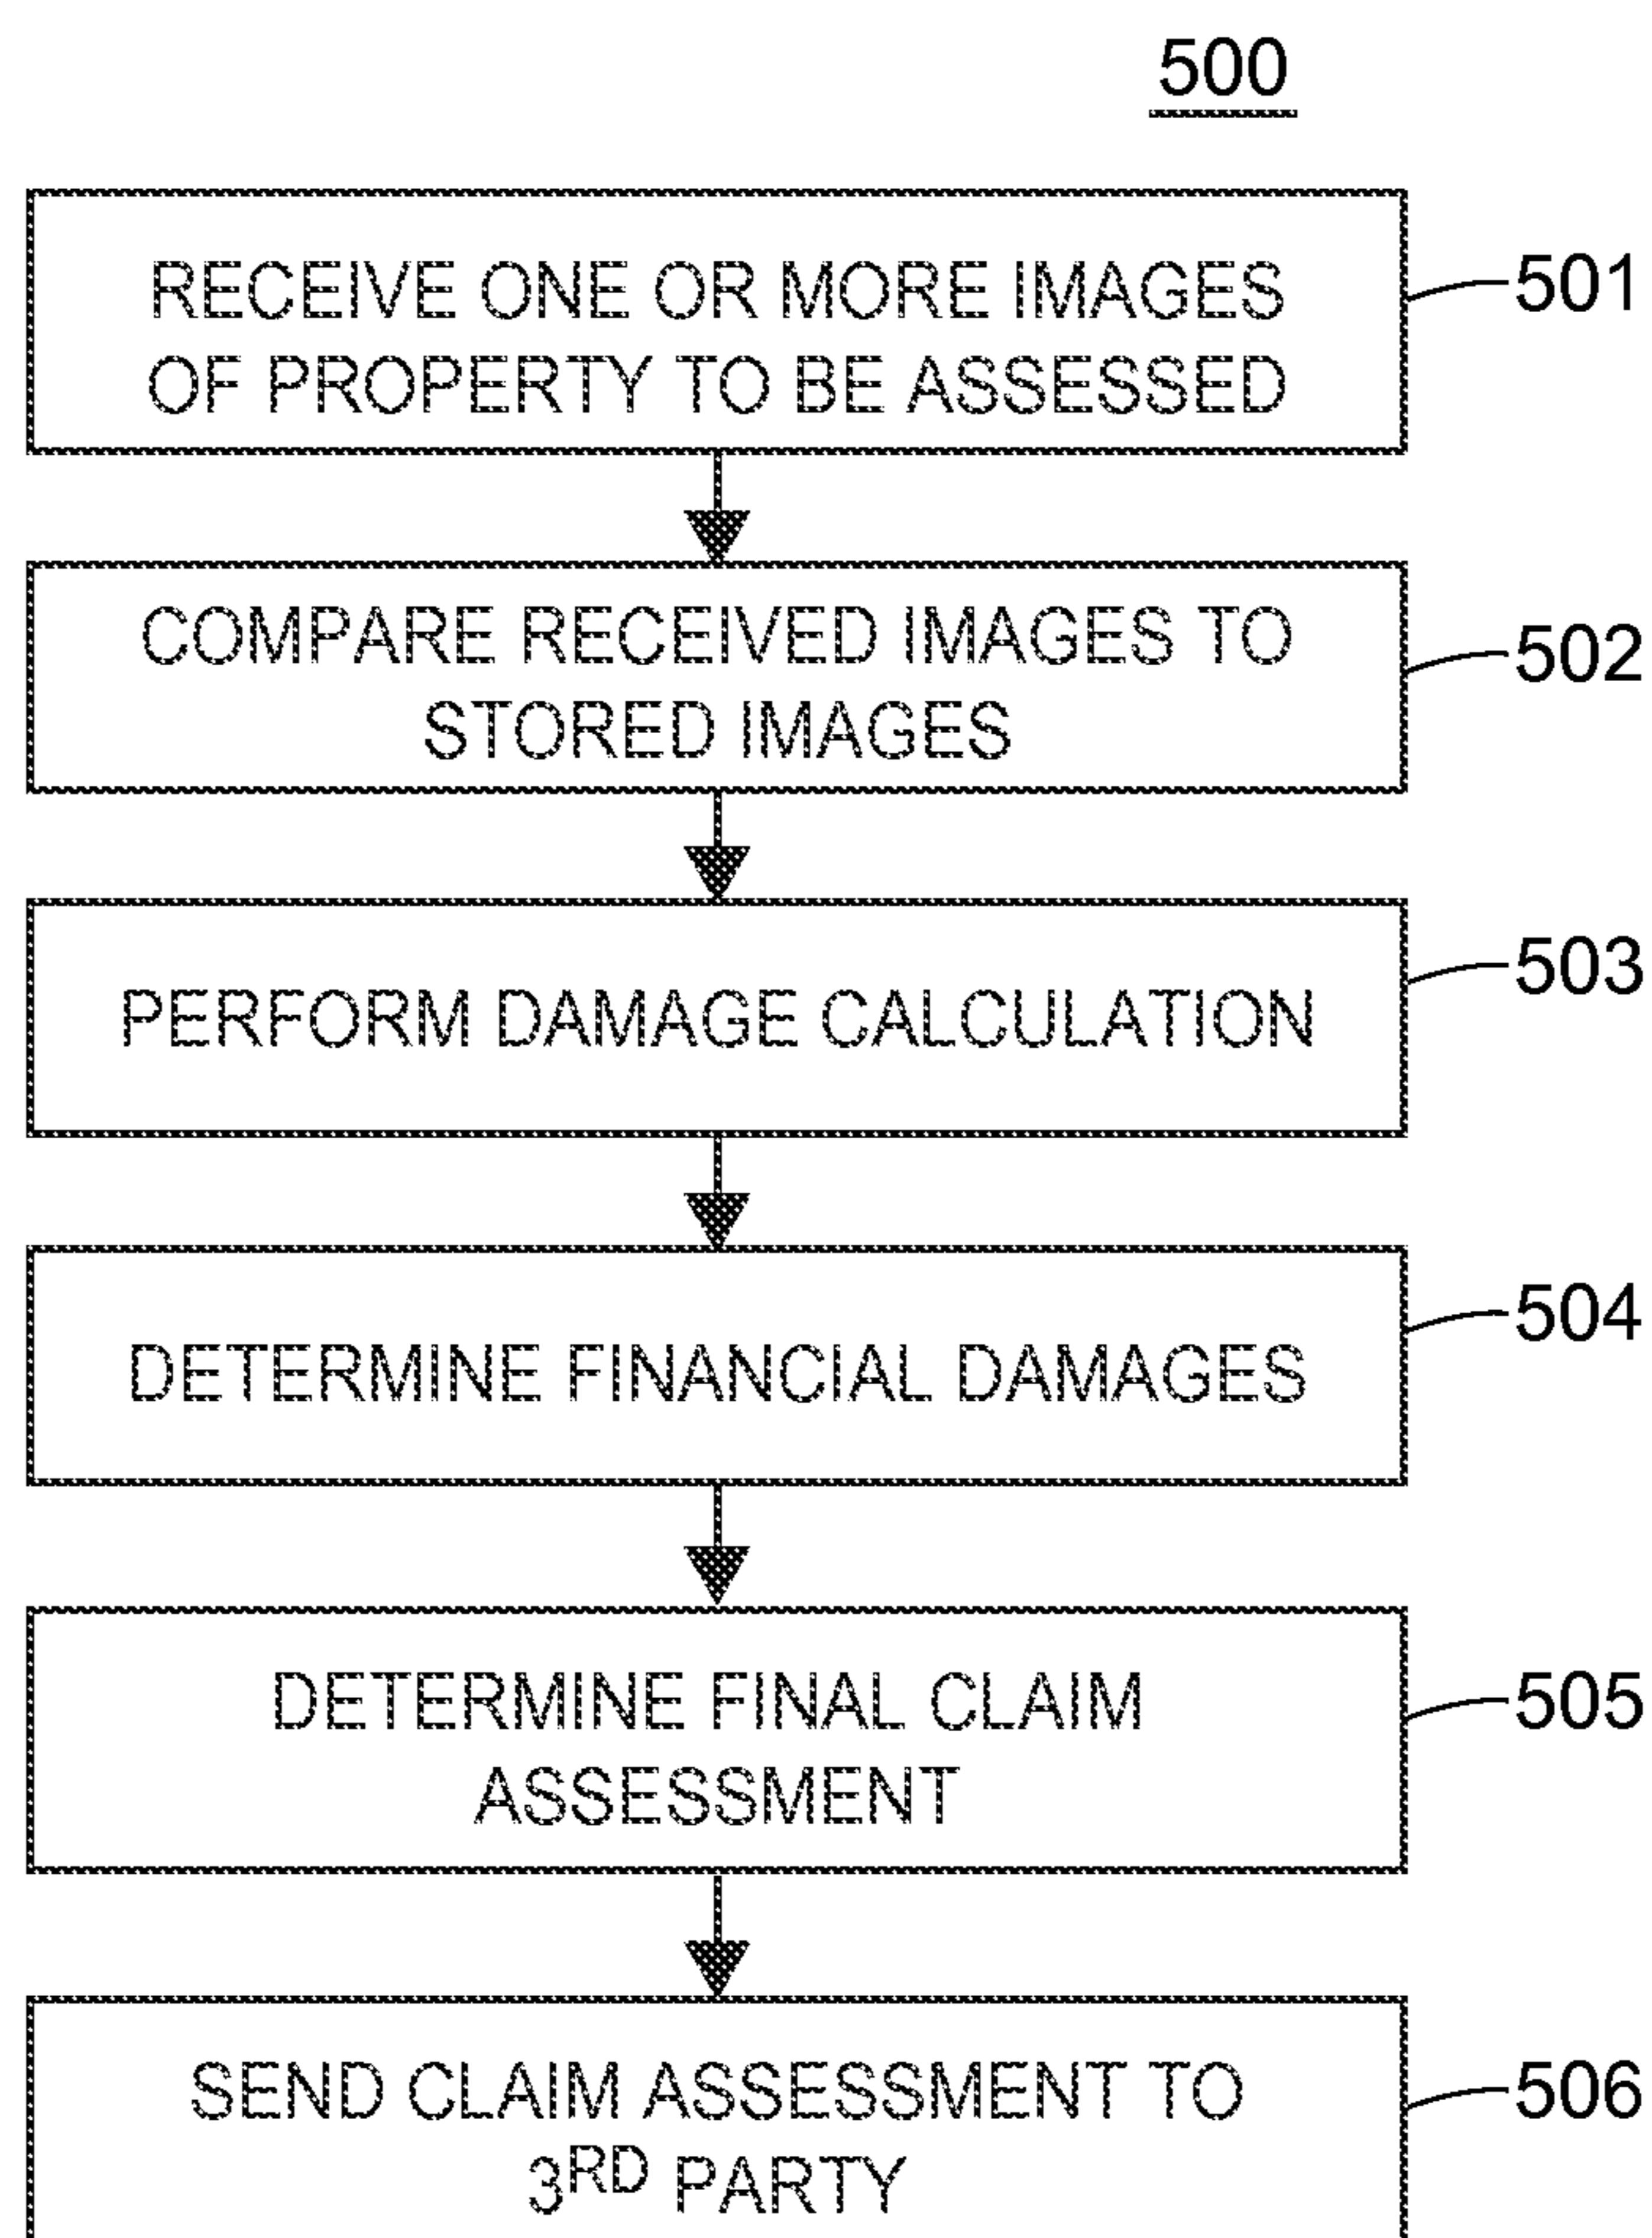 500
RECEIVE ONE OR MORE IMAGES
OF PROPERTY TO BE ASSESSED
501
COMPARE RECEIVED IMAGES TO
STORED IMAGES
502
PERFORM DAMAGE CALCULATION
503
DETERMINE FINANCIAL DAMAGES
504
DETERMINE FINAL CLAIM
ASSESSMENT
505
SEND CLAIM ASSESSMENT TO
3RD PARTY
506